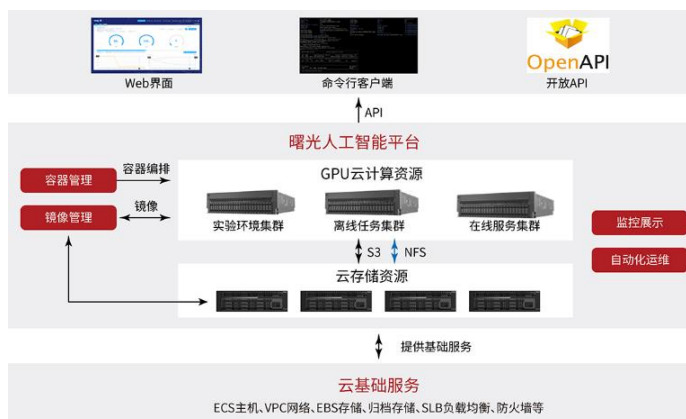 Web界面
命令行客户端
OpenAPI
开放API
API
曙光人工智能平台
容器管理
容器编排
GPU云计算资源
镜像管理
镜像
实验环境集群
离线任务集群
在线服务集群
监控展示
S3
NFS
自动化运维
云存储资源
提供基础服务
云基础服务
ECS主机、VPC网络、EBS存储、归档存储、SLB负载均衡、防火墙等